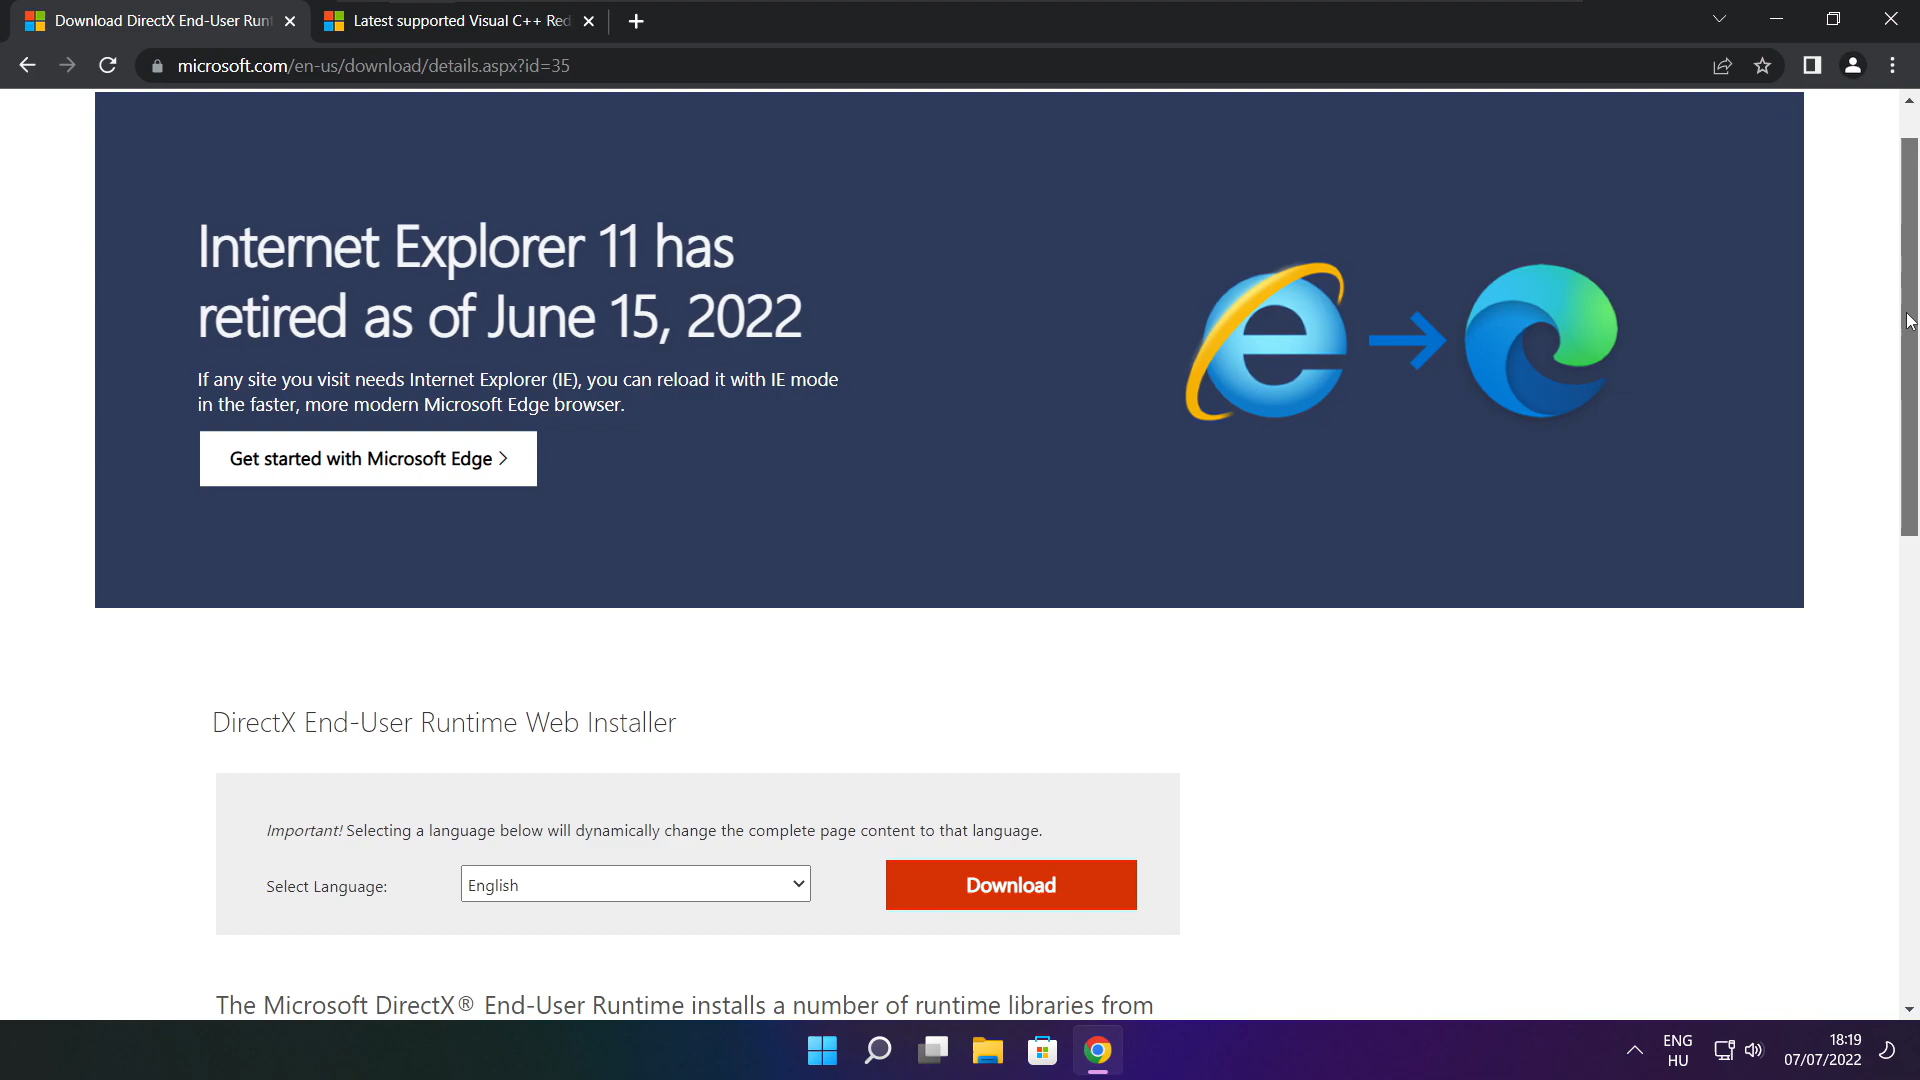 Download DirectX End-User Run
Latest supported Visual C++ Red
microsoft.com/en-us/download/details.aspx?id=35
Internet Explorer 11 has
retired as of June 15, 2022
If any site you visit needs Internet Explorer (IE), you can reload it with IE mode
in the faster, more modern Microsoft Edge browser.
Get started with Microsoft Edge >
DirectX End-User Runtime Web Installer
Important! Selecting a language below will dynamically change the complete page content to that language.
Select Language:
English
Download
The Microsoft DirectX® End-User Runtime installs a number of runtime libraries from
ENG
HU
18:19
07/07/2022